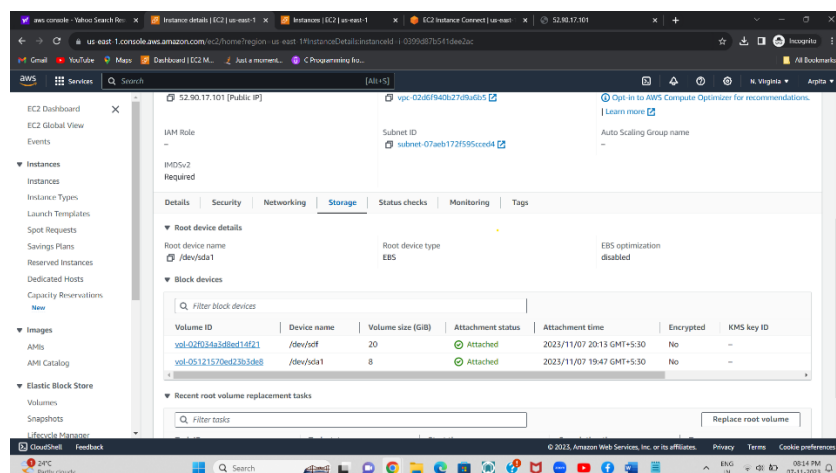 aws console - Yahoo Search Res
Instance details | EC2 | us-east-1
Instances | EC2 | us-east-1
EC2 Instance Connect | us-east-
52.90.17.101
us-east-1.console.aws.amazon.com/ec2/home?region=us-east-1#InstanceDetails:instanceId=i-0399d87b541dee2ac
Incognito
Gmail YouTube Maps Dashboard | EC2 M... Just a moment... C Programming fro... All Bookmarks
aws Services Search [Alt+S] N. Virginia Arpita
EC2 Dashboard
EC2 Global View
Events
Instances
Instances
Instance Types
Launch Templates
Spot Requests
Savings Plans
Reserved Instances
Dedicated Hosts
Capacity Reservations
New
Images
AMIs
AMI Catalog
Elastic Block Store
Volumes
Snapshots
Lifecycle Manager
52.90.17.101 [Public IP]
vpc-02d6f940b27d9a6b5
Opt-in to AWS Compute Optimizer for recommendations.
| Learn more
IAM Role
–
Subnet ID
subnet-07aeb172f595cced4
Auto Scaling Group name
–
IMDSv2
Required
Details Security Networking Storage Status checks Monitoring Tags
Root device details
Root device name
/dev/sda1
Root device type
EBS
EBS optimization
disabled
Block devices
Filter block devices
Volume ID Device name Volume size (GiB) Attachment status Attachment time Encrypted KMS key ID
vol-02f034a3d8ed14f21 /dev/sdf 20 Attached 2023/11/07 20:13 GMT+5:30 No –
vol-05121570ed23b3de8 /dev/sda1 8 Attached 2023/11/07 19:47 GMT+5:30 No –
Recent root volume replacement tasks
Filter tasks
Replace root volume
CloudShell Feedback © 2023, Amazon Web Services, Inc. or its affiliates. Privacy Terms Cookie preferences
24°C
Partly cloudy
Search
ENG
IN
08:14 PM
07-11-2023